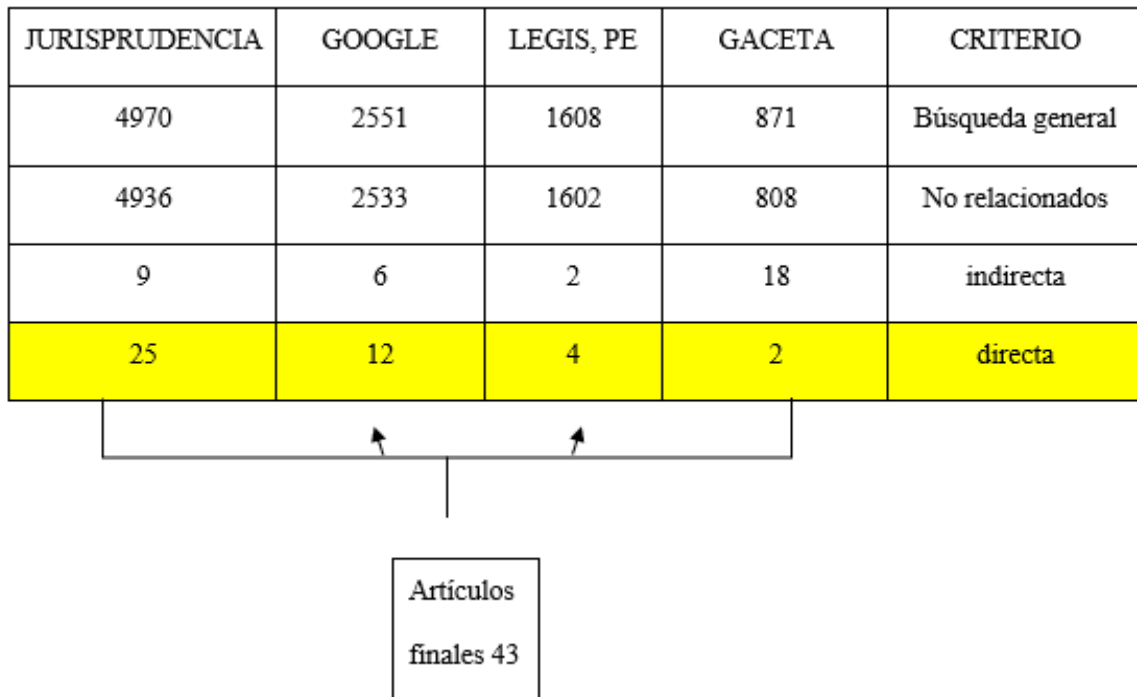 JURISPRUDENCIA GOOGLE LEGIS, PE GACETA CRITERIO
4970 2551 1608 871 Búsqueda general
4936 2533 1602 808 No relacionados
9 6 2 18 indirecta
25 12 4 2 directa
Artículos
finales 43